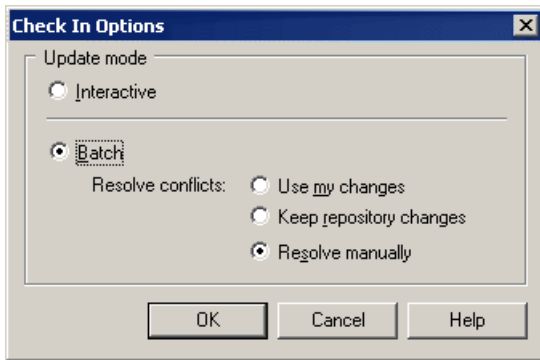 Check In Options
Update mode
Interactive
Batch
Resolve conflicts: Use my changes
Keep repository changes
Resolve manually
OK Cancel Help